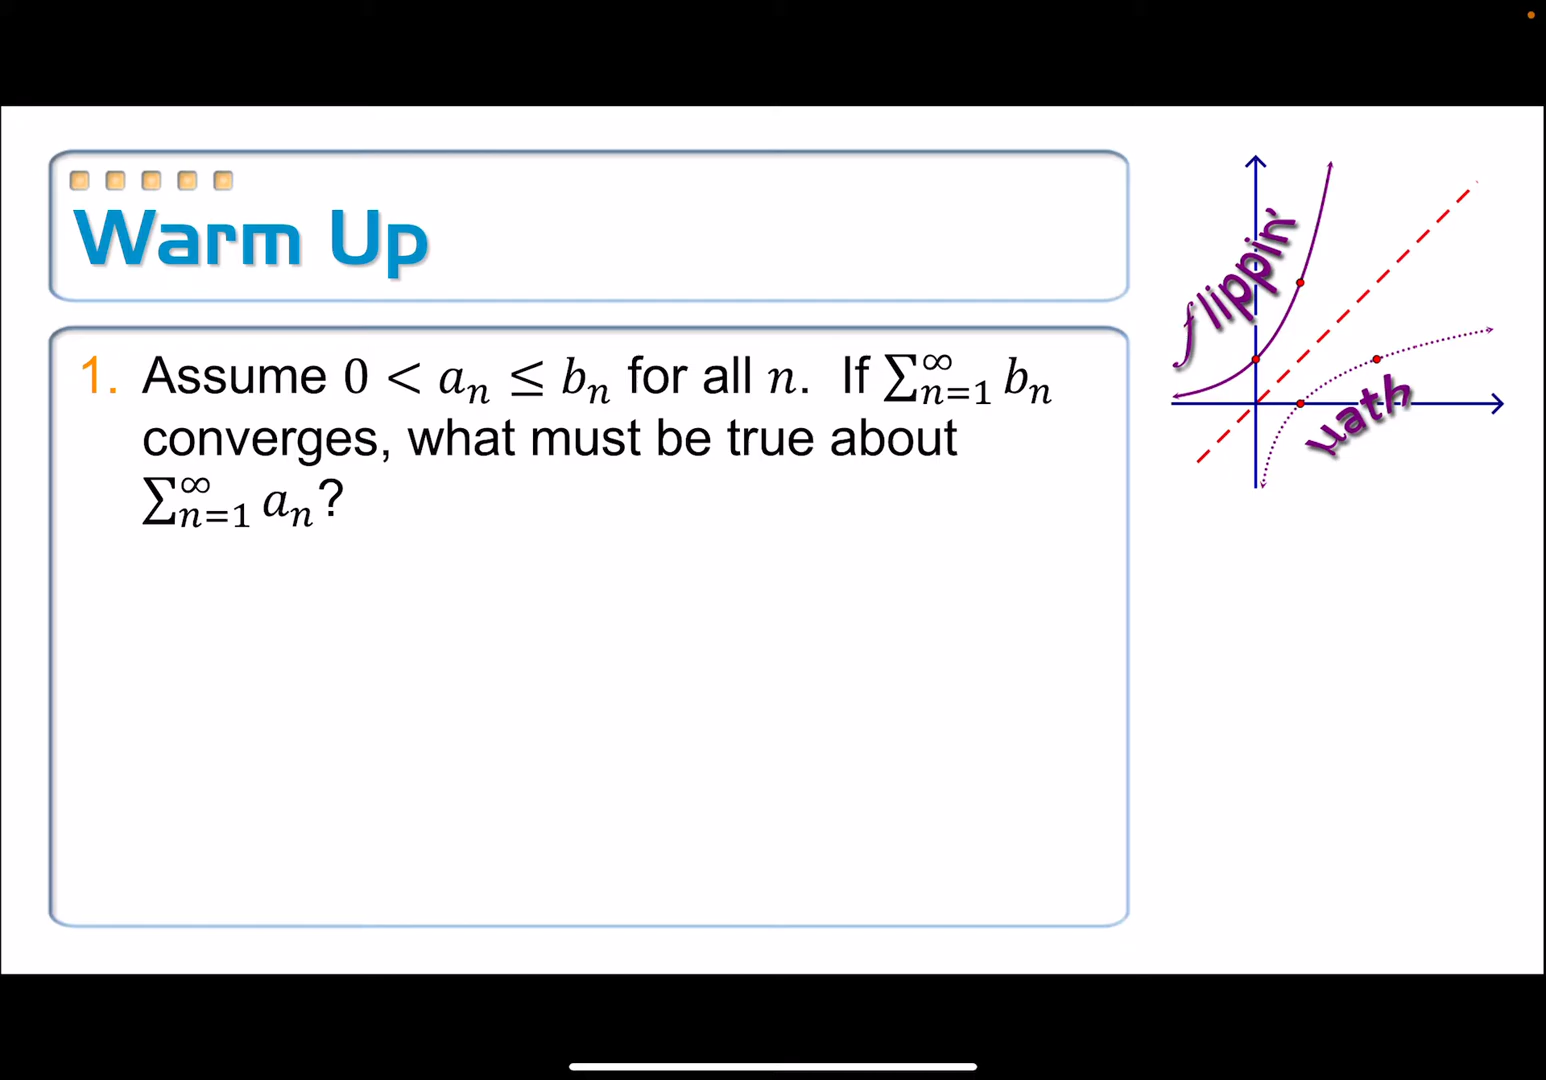 Warm Up
1. Assume 0 < aₙ ≤ bₙ for all n. If ∑ₙ₌₁^∞ bₙ
converges, what must be true about
∑ₙ₌₁^∞ aₙ?
flippin'
math